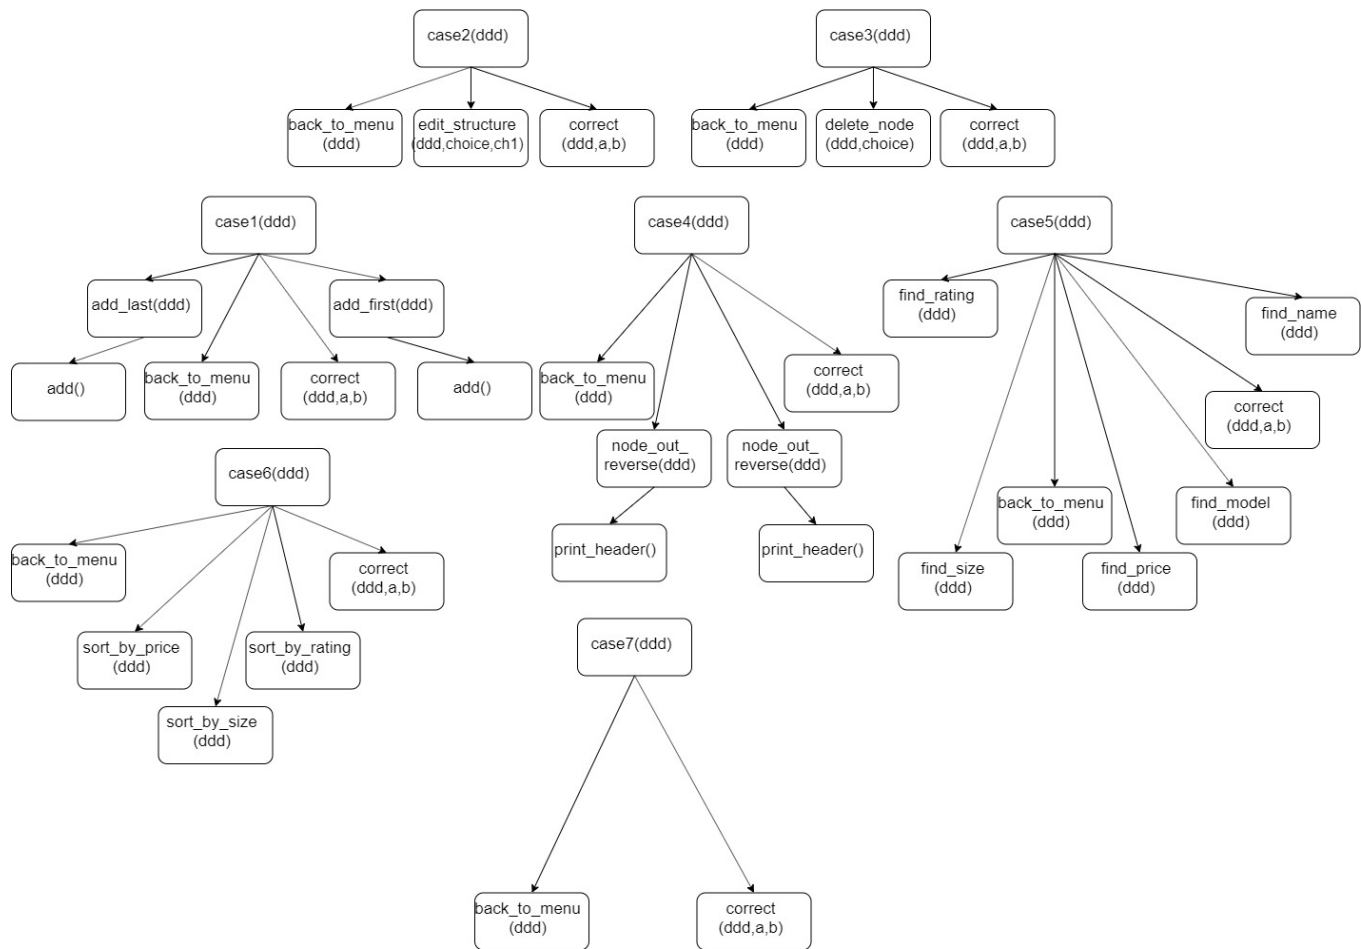 case2(ddd)
case3(ddd)
back_to_menu
(ddd)
edit_structure
(ddd,choice,ch1)
correct
(ddd,a,b)
back_to_menu
(ddd)
delete_node
(ddd,choice)
correct
(ddd,a,b)
case1(ddd)
add_last(ddd)
add_first(ddd)
add()
back_to_menu
(ddd)
correct
(ddd,a,b)
add()
case4(ddd)
back_to_menu
(ddd)
correct
(ddd,a,b)
node_out_
reverse(ddd)
node_out_
reverse(ddd)
print_header()
print_header()
case5(ddd)
find_rating
(ddd)
find_name
(ddd)
correct
(ddd,a,b)
back_to_menu
(ddd)
find_model
(ddd)
find_size
(ddd)
find_price
(ddd)
case6(ddd)
back_to_menu
(ddd)
correct
(ddd,a,b)
sort_by_price
(ddd)
sort_by_rating
(ddd)
sort_by_size
(ddd)
case7(ddd)
back_to_menu
(ddd)
correct
(ddd,a,b)